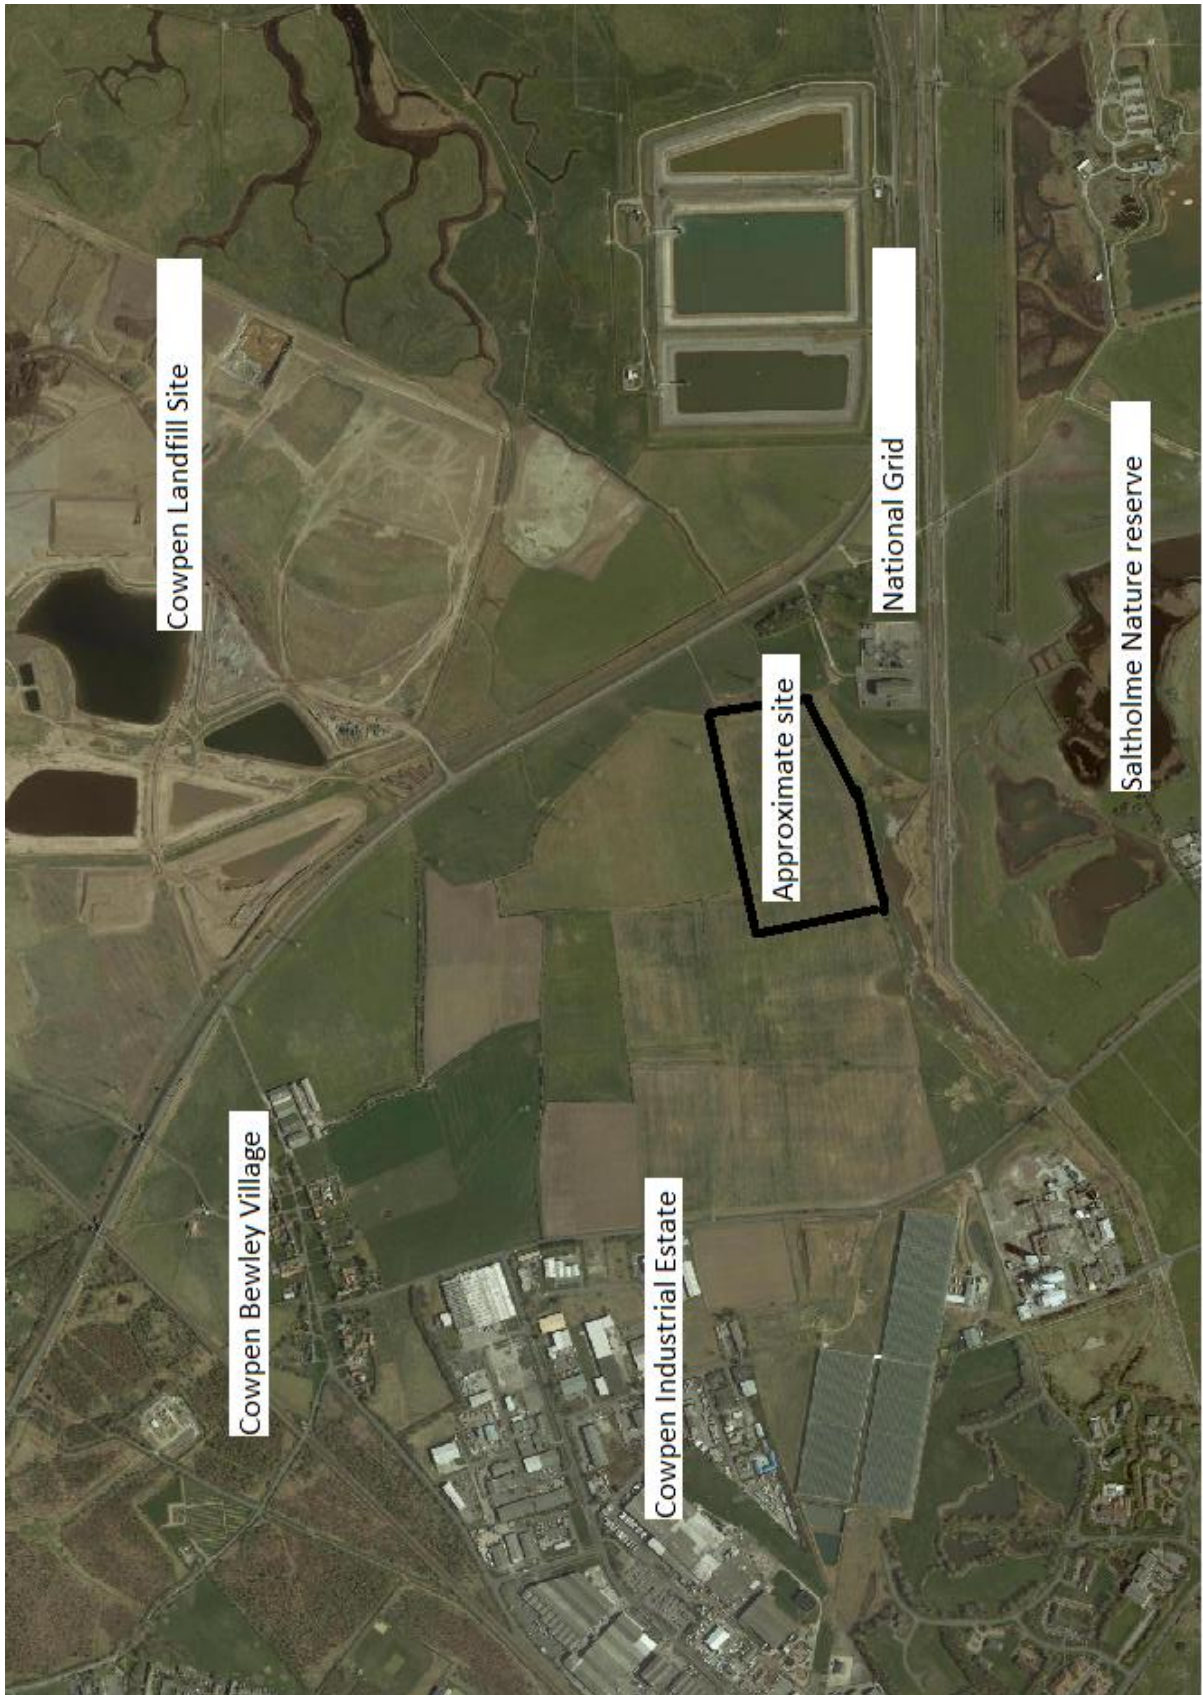 Cowpen Bewley Village
Cowpen Landfill Site
Cowpen Industrial Estate
Approximate site
National Grid
Saltholme Nature reserve